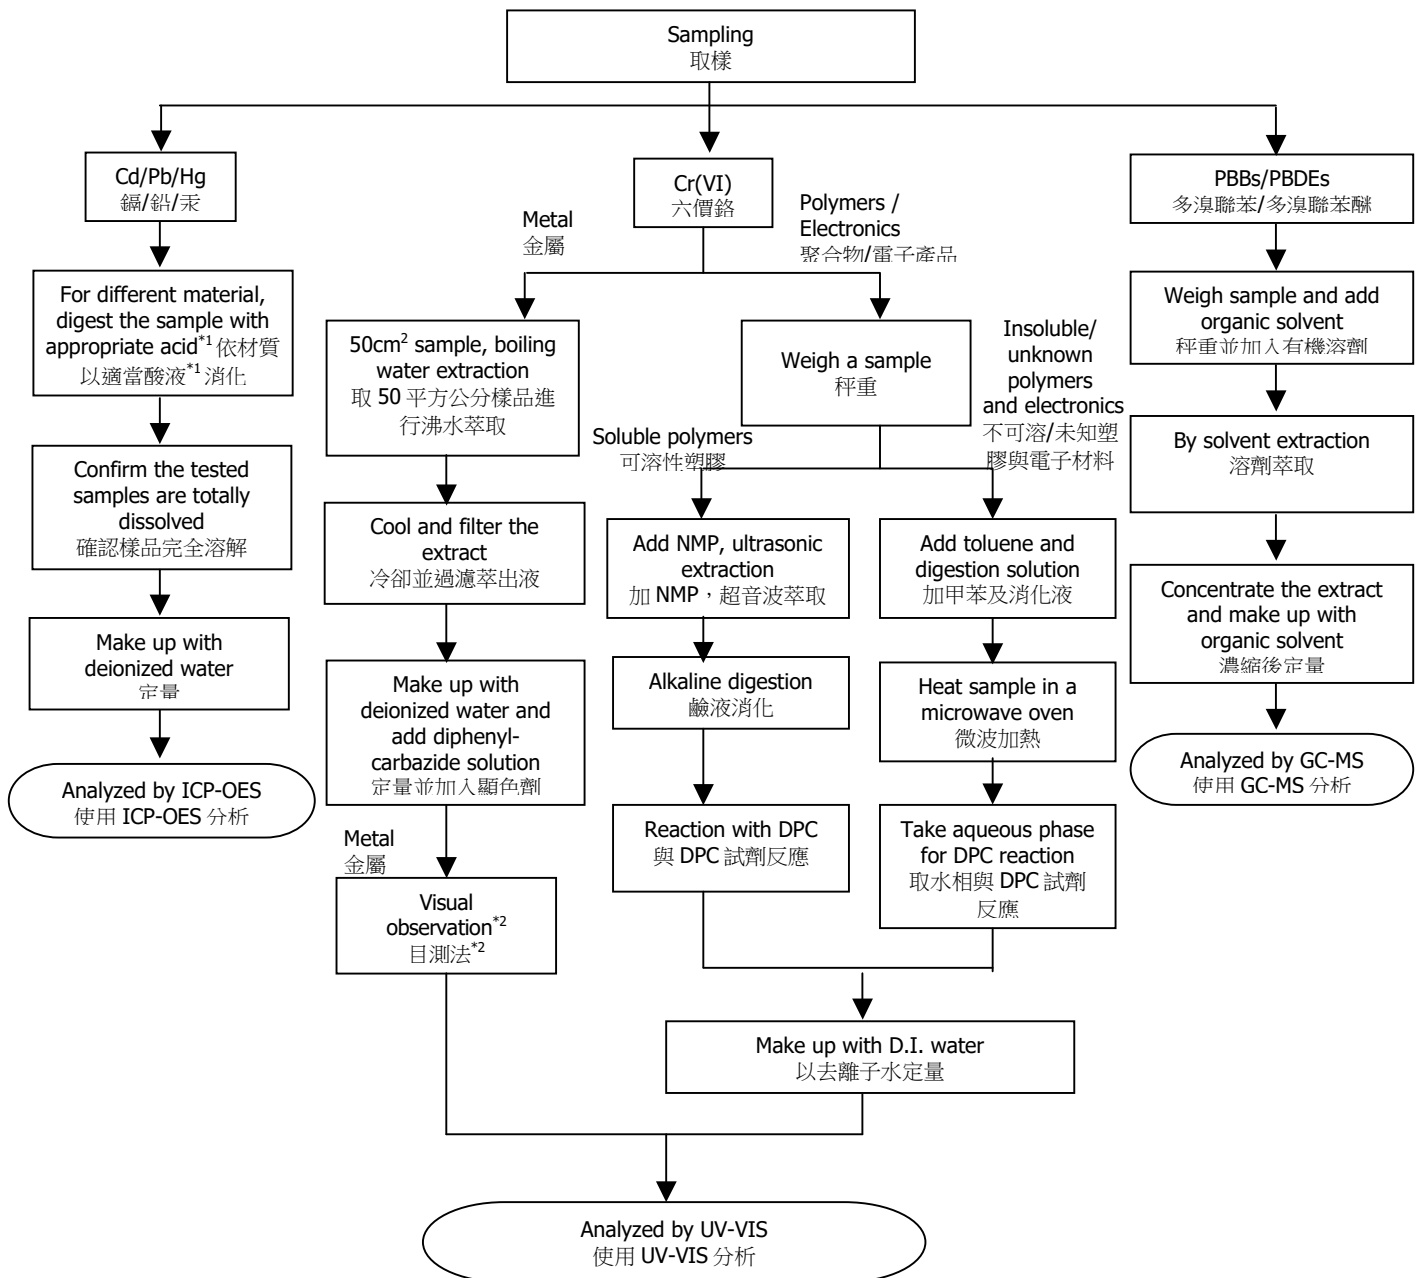 Sampling
取樣
Cd/Pb/Hg
鎘/鉛/汞
Cr(VI)
六價鉻
PBBs/PBDEs
多溴聯苯/多溴聯苯醚
Metal
金屬
Polymers /
Electronics
聚合物/電子產品
For different material,
digest the sample with
appropriate acid*1 依材質
以適當酸液*1 消化
50cm2 sample, boiling
water extraction
取 50 平方公分樣品進
行沸水萃取
Weigh a sample
秤重
Insoluble/
unknown
polymers
and electronics
不可溶/未知塑
膠與電子材料
Weigh sample and add
organic solvent
秤重並加入有機溶劑
Soluble polymers
可溶性塑膠
By solvent extraction
溶劑萃取
Confirm the tested
samples are totally
dissolved
確認樣品完全溶解
Cool and filter the
extract
冷卻並過濾萃出液
Add NMP, ultrasonic
extraction
加 NMP，超音波萃取
Add toluene and
digestion solution
加甲苯及消化液
Concentrate the extract
and make up with
organic solvent
濃縮後定量
Make up with
deionized water
定量
Make up with
deionized water and
add diphenyl-
carbazide solution
定量並加入顯色劑
Alkaline digestion
鹼液消化
Heat sample in a
microwave oven
微波加熱
Analyzed by GC-MS
使用 GC-MS 分析
Analyzed by ICP-OES
使用 ICP-OES 分析
Metal
金屬
Reaction with DPC
與 DPC 試劑反應
Take aqueous phase
for DPC reaction
取水相與 DPC 試劑
反應
Visual
observation*2
目測法*2
Make up with D.I. water
以去離子水定量
Analyzed by UV-VIS
使用 UV-VIS 分析